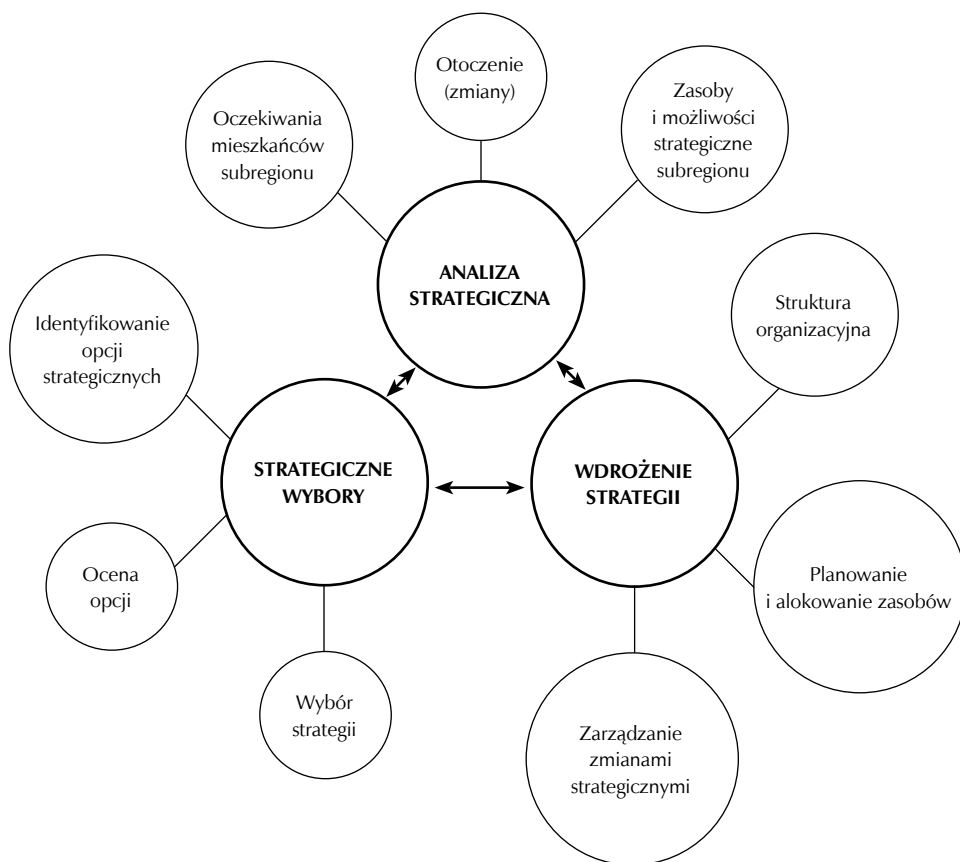 Otoczenie
(zmiany)
Oczekiwania
mieszkańców
subregionu
Zasoby
i możliwości
strategiczne
subregionu
ANALIZA
STRATEGICZNA
Identyfikowanie
opcji
strategicznych
Struktura
organizacyjna
STRATEGICZNE
WYBORY
WDROŻENIE
STRATEGII
Ocena
opcji
Planowanie
i alokowanie zasobów
Wybór
strategii
Zarządzanie
zmianami
strategicznymi